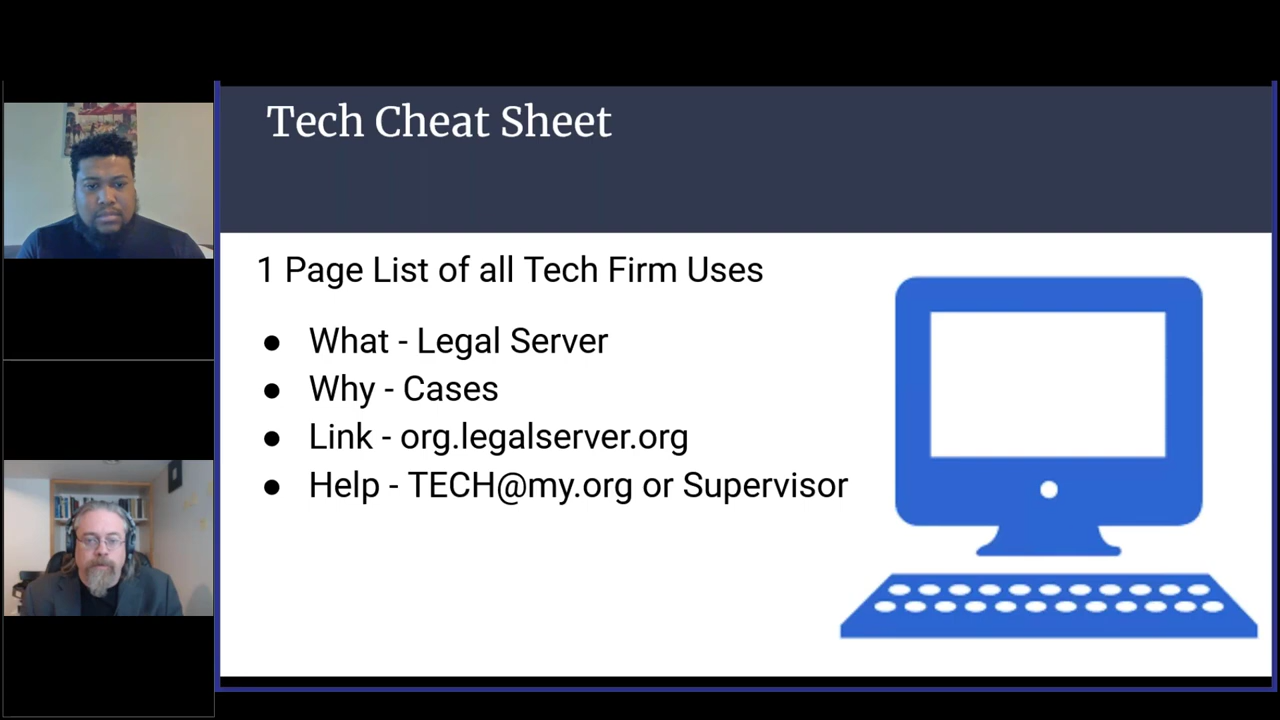 Tech Cheat Sheet
1 Page List of all Tech Firm Uses
● What - Legal Server
● Why - Cases
● Link - org.legalserver.org
● Help - TECH@my.org or Supervisor